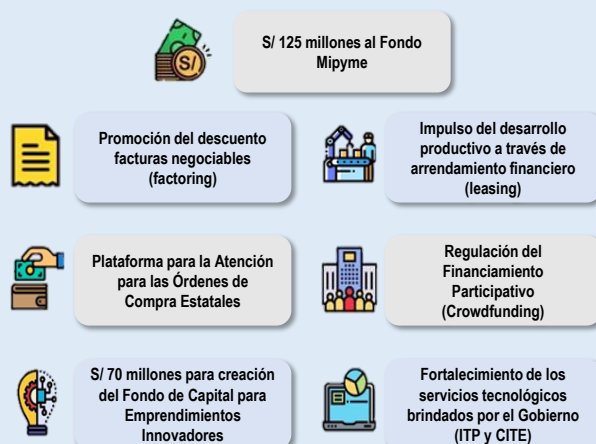 S/ 125 millones al Fondo
Mipyme
S/
Promoción del descuento
facturas negociables
(factoring)
Impulso del desarrollo
productivo a través de
arrendamiento financiero
(leasing)
Plataforma para la Atención
para las Órdenes de
Compra Estatales
Regulación del
Financiamiento
Participativo
(Crowdfunding)
S/ 70 millones para creación
del Fondo de Capital para
Emprendimientos
Innovadores
Fortalecimiento de los
servicios tecnológicos
brindados por el Gobierno
(ITP y CITE)